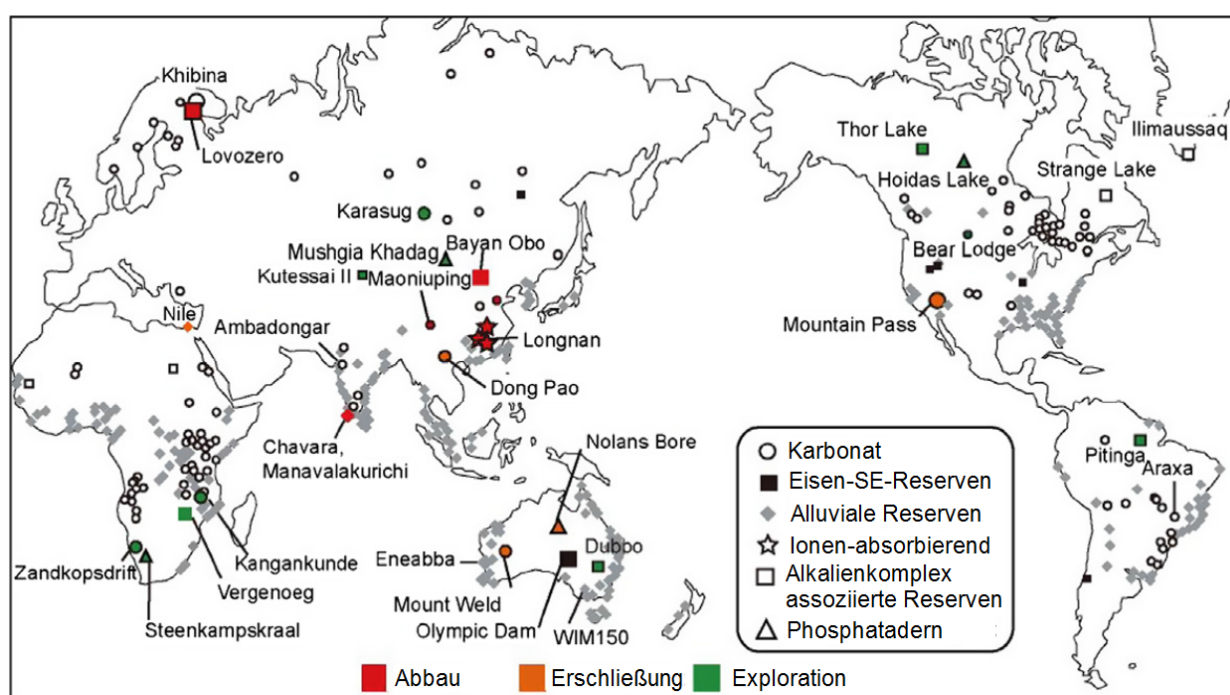 Khibina
Lovozero
Thor Lake
Ilimaussaq
Hoidas Lake
Strange Lake
Karasug
Mushgia Khadag
Bayan Obo
Bear Lodge
Kutessai II
Maoniuping
Nile
Ambadongar
Longnan
Mountain Pass
Dong Pao
Chavara,
Manavalakurichi
Nolans Bore
Pitinga
Araxa
Karbonat
Eisen-SE-Reserven
Alluviale Reserven
Ionen-absorbierend
Alkalienkomplex
assoziierte Reserven
Phosphatadern
Zandkopsdrift
Kangankunde
Vergenoeg
Steenkampskraal
Eneabba
Dubbo
Mount Weld
Olympic Dam
WIM150
Abbau
Erschließung
Exploration